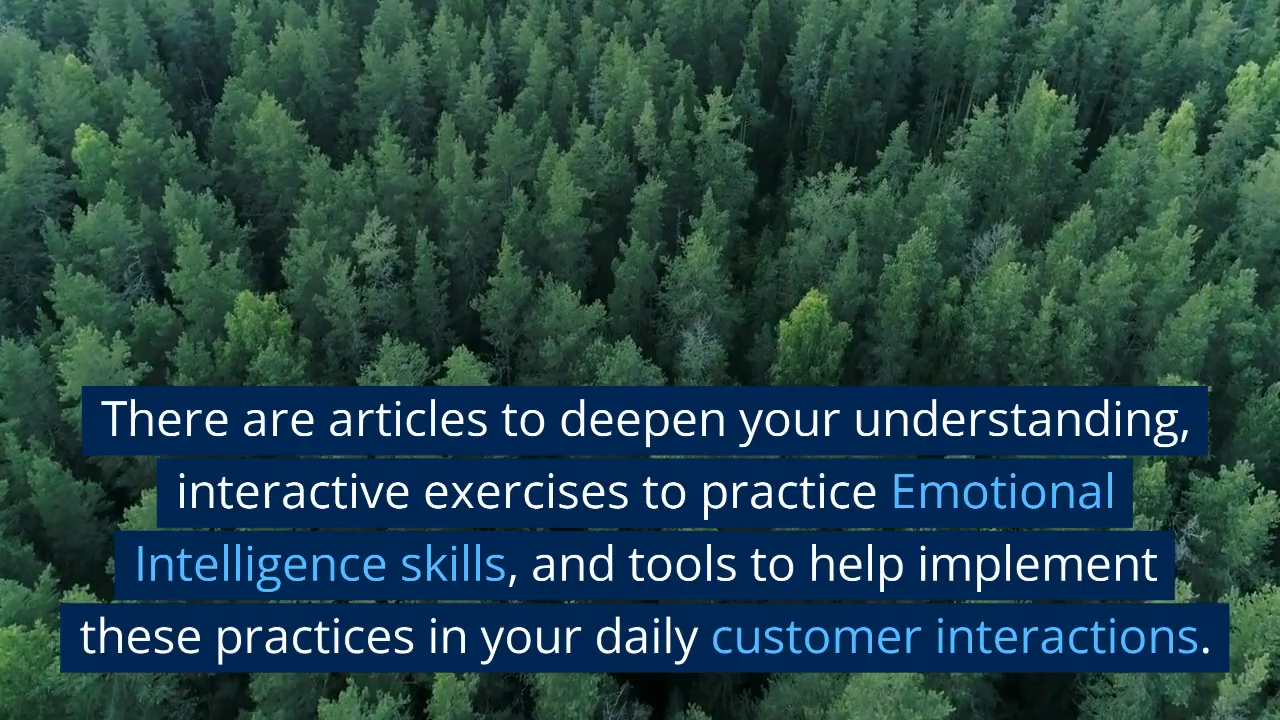 There are articles to deepen your understanding,
interactive exercises to practice Emotional
Intelligence skills, and tools to help implement
these practices in your daily customer interactions.